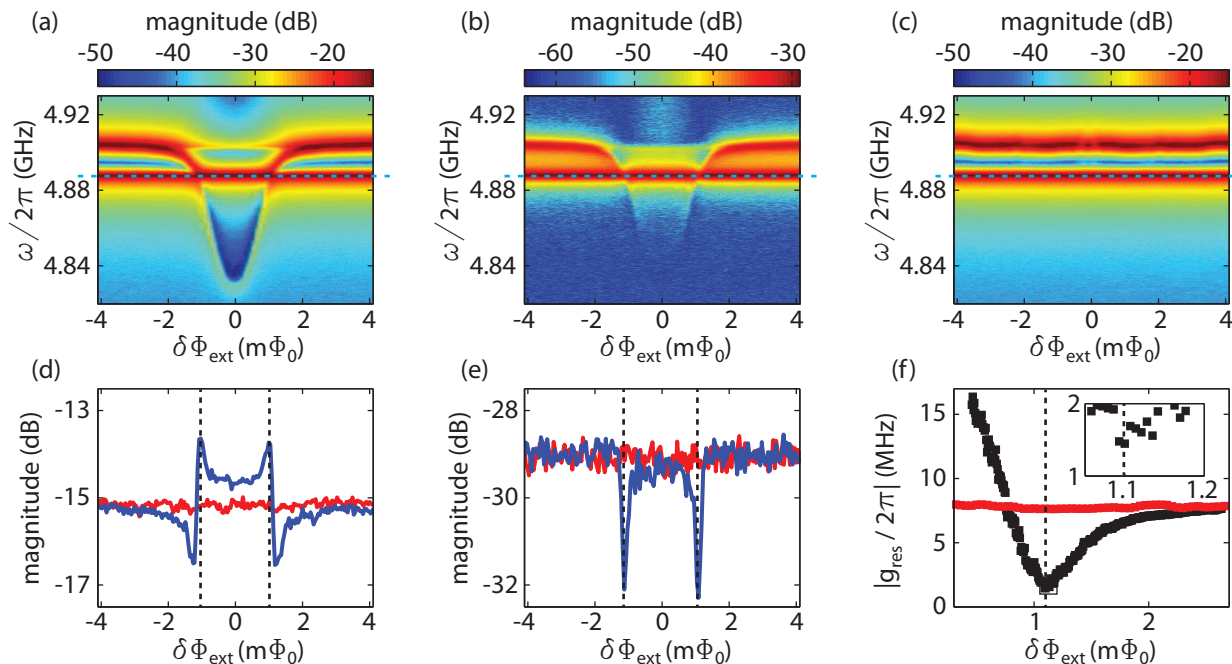 (a) magnitude (dB)
-50 -40 -30 -20
4.92
4.88
4.84
ω / 2π (GHz)
-4 -2 0 2 4
δΦext (mΦ0)
(b) magnitude (dB)
-60 -50 -40 -30
4.92
4.88
4.84
ω / 2π (GHz)
-4 -2 0 2 4
δΦext (mΦ0)
(c) magnitude (dB)
-50 -40 -30 -20
4.92
4.88
4.84
ω / 2π (GHz)
-4 -2 0 2 4
δΦext (mΦ0)
(d)
-13
-15
-17
magnitude (dB)
-4 -2 0 2 4
δΦext (mΦ0)
(e)
-28
-30
-32
magnitude (dB)
-4 -2 0 2 4
δΦext (mΦ0)
(f)
15
10
5
0
|gres / 2π| (MHz)
2
1
1 1.1 1.2
1 2
δΦext (mΦ0)